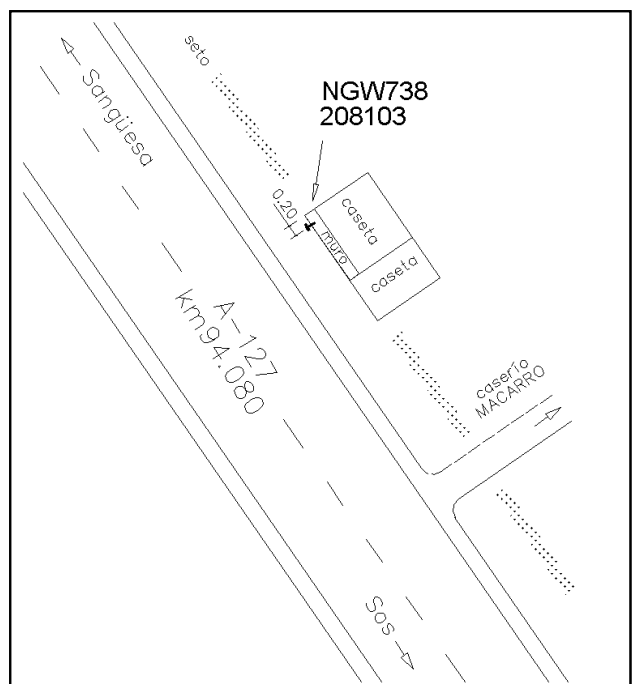 seto
Sangüesa
NGW738
208103
0.20
muro
caseta
caseta
A-127
km94.080
caserío
MACARRO
Sos